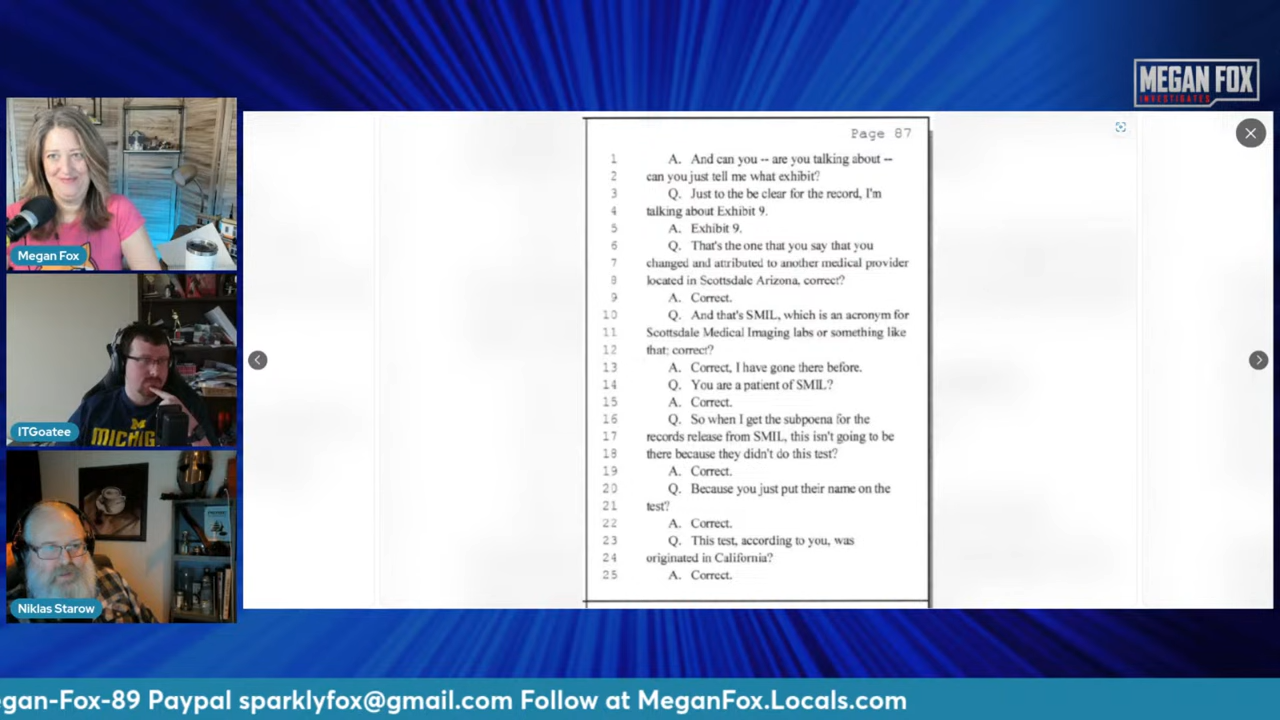 MEGAN FOX
INVESTIGATES
Megan Fox
ITGoatee
MICHIG
Niklas Starow
Page 87
1 A. And can you -- are you talking about --
2 can you just tell me what exhibit?
3 Q. Just to the be clear for the record, I'm
4 talking about Exhibit 9.
5 A. Exhibit 9.
6 Q. That's the one that you say that you
7 changed and attributed to another medical provider
8 located in Scottsdale Arizona, correct?
9 A. Correct.
10 Q. And that's SMIL, which is an acronym for
11 Scottsdale Medical Imaging labs or something like
12 that; correct?
13 A. Correct, I have gone there before.
14 Q. You are a patient of SMIL?
15 A. Correct.
16 Q. So when I get the subpoena for the
17 records release from SMIL, this isn't going to be
18 there because they didn't do this test?
19 A. Correct.
20 Q. Because you just put their name on the
21 test?
22 A. Correct.
23 Q. This test, according to you, was
24 originated in California?
25 A. Correct.
egan-Fox-89 Paypal sparklyfox@gmail.com Follow at MeganFox.Locals.com